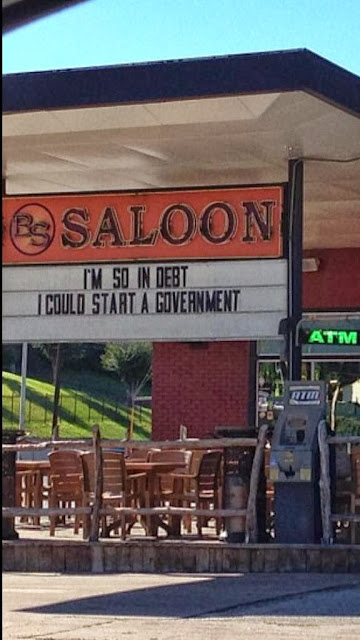 BS SALOON
I'M SO IN DEBT
I COULD START A GOVERNMENT
ATM
ATM